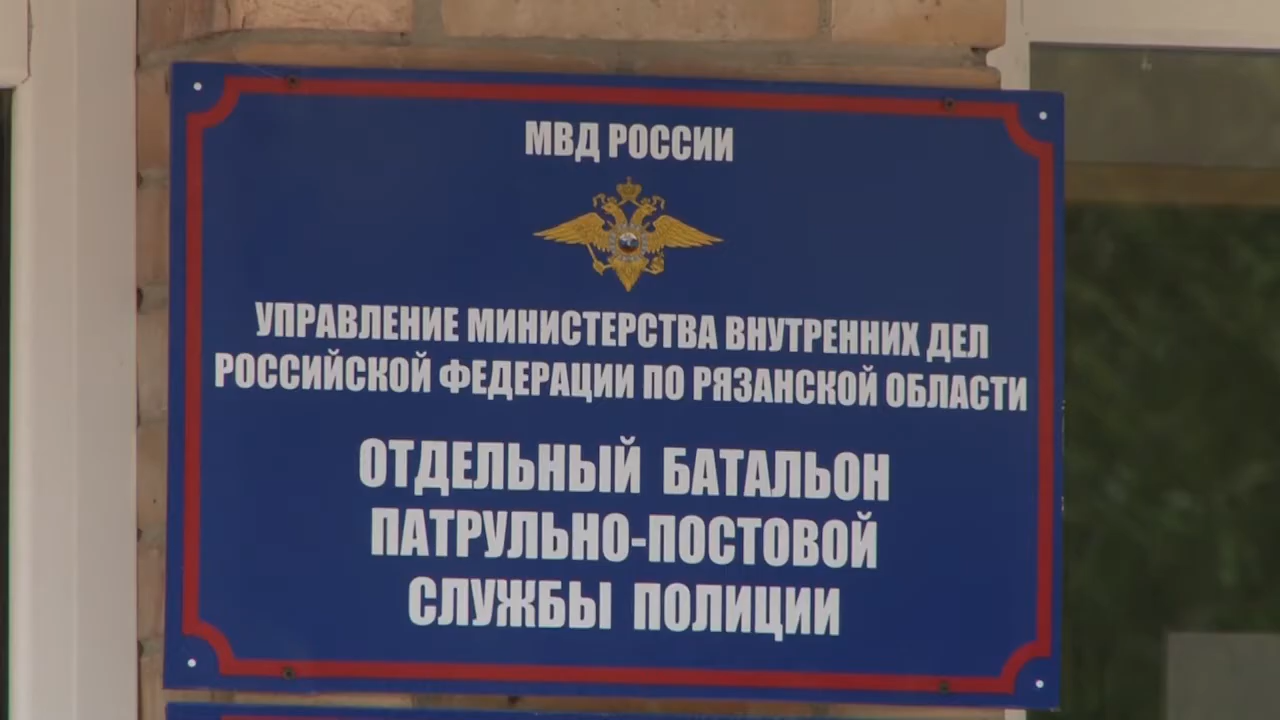 МВД РОССИИ
УПРАВЛЕНИЕ МИНИСТЕРСТВА ВНУТРЕННИХ ДЕЛ
РОССИЙСКОЙ ФЕДЕРАЦИИ ПО РЯЗАНСКОЙ ОБЛАСТИ
ОТДЕЛЬНЫЙ БАТАЛЬОН
ПАТРУЛЬНО-ПОСТОВОЙ
СЛУЖБЫ ПОЛИЦИИ